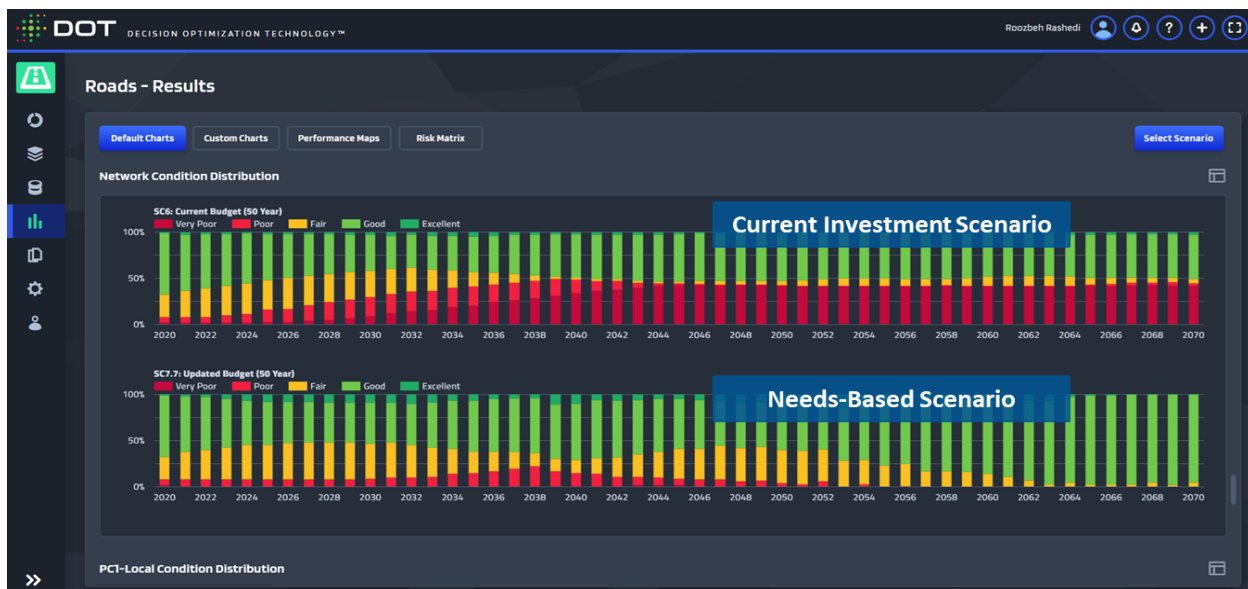 DOT DECISION OPTIMIZATION TECHNOLOGY™
Roozbeh Rashedi
?
+
Roads - Results
Default Charts Custom Charts Performance Maps Risk Matrix Select Scenario
Network Condition Distribution
SC6: Current Budget (50 Year)
Very Poor Poor Fair Good Excellent
Current Investment Scenario
100%
50%
0%
2020 2022 2024 2026 2028 2030 2032 2034 2036 2038 2040 2042 2044 2046 2048 2050 2052 2054 2056 2058 2060 2062 2064 2066 2068 2070
SC7.7: Updated Budget (50 Year)
Very Poor Poor Fair Good Excellent
Needs-Based Scenario
100%
50%
0%
2020 2022 2024 2026 2028 2030 2032 2034 2036 2038 2040 2042 2044 2046 2048 2050 2052 2054 2056 2058 2060 2062 2064 2066 2068 2070
PC1-Local Condition Distribution